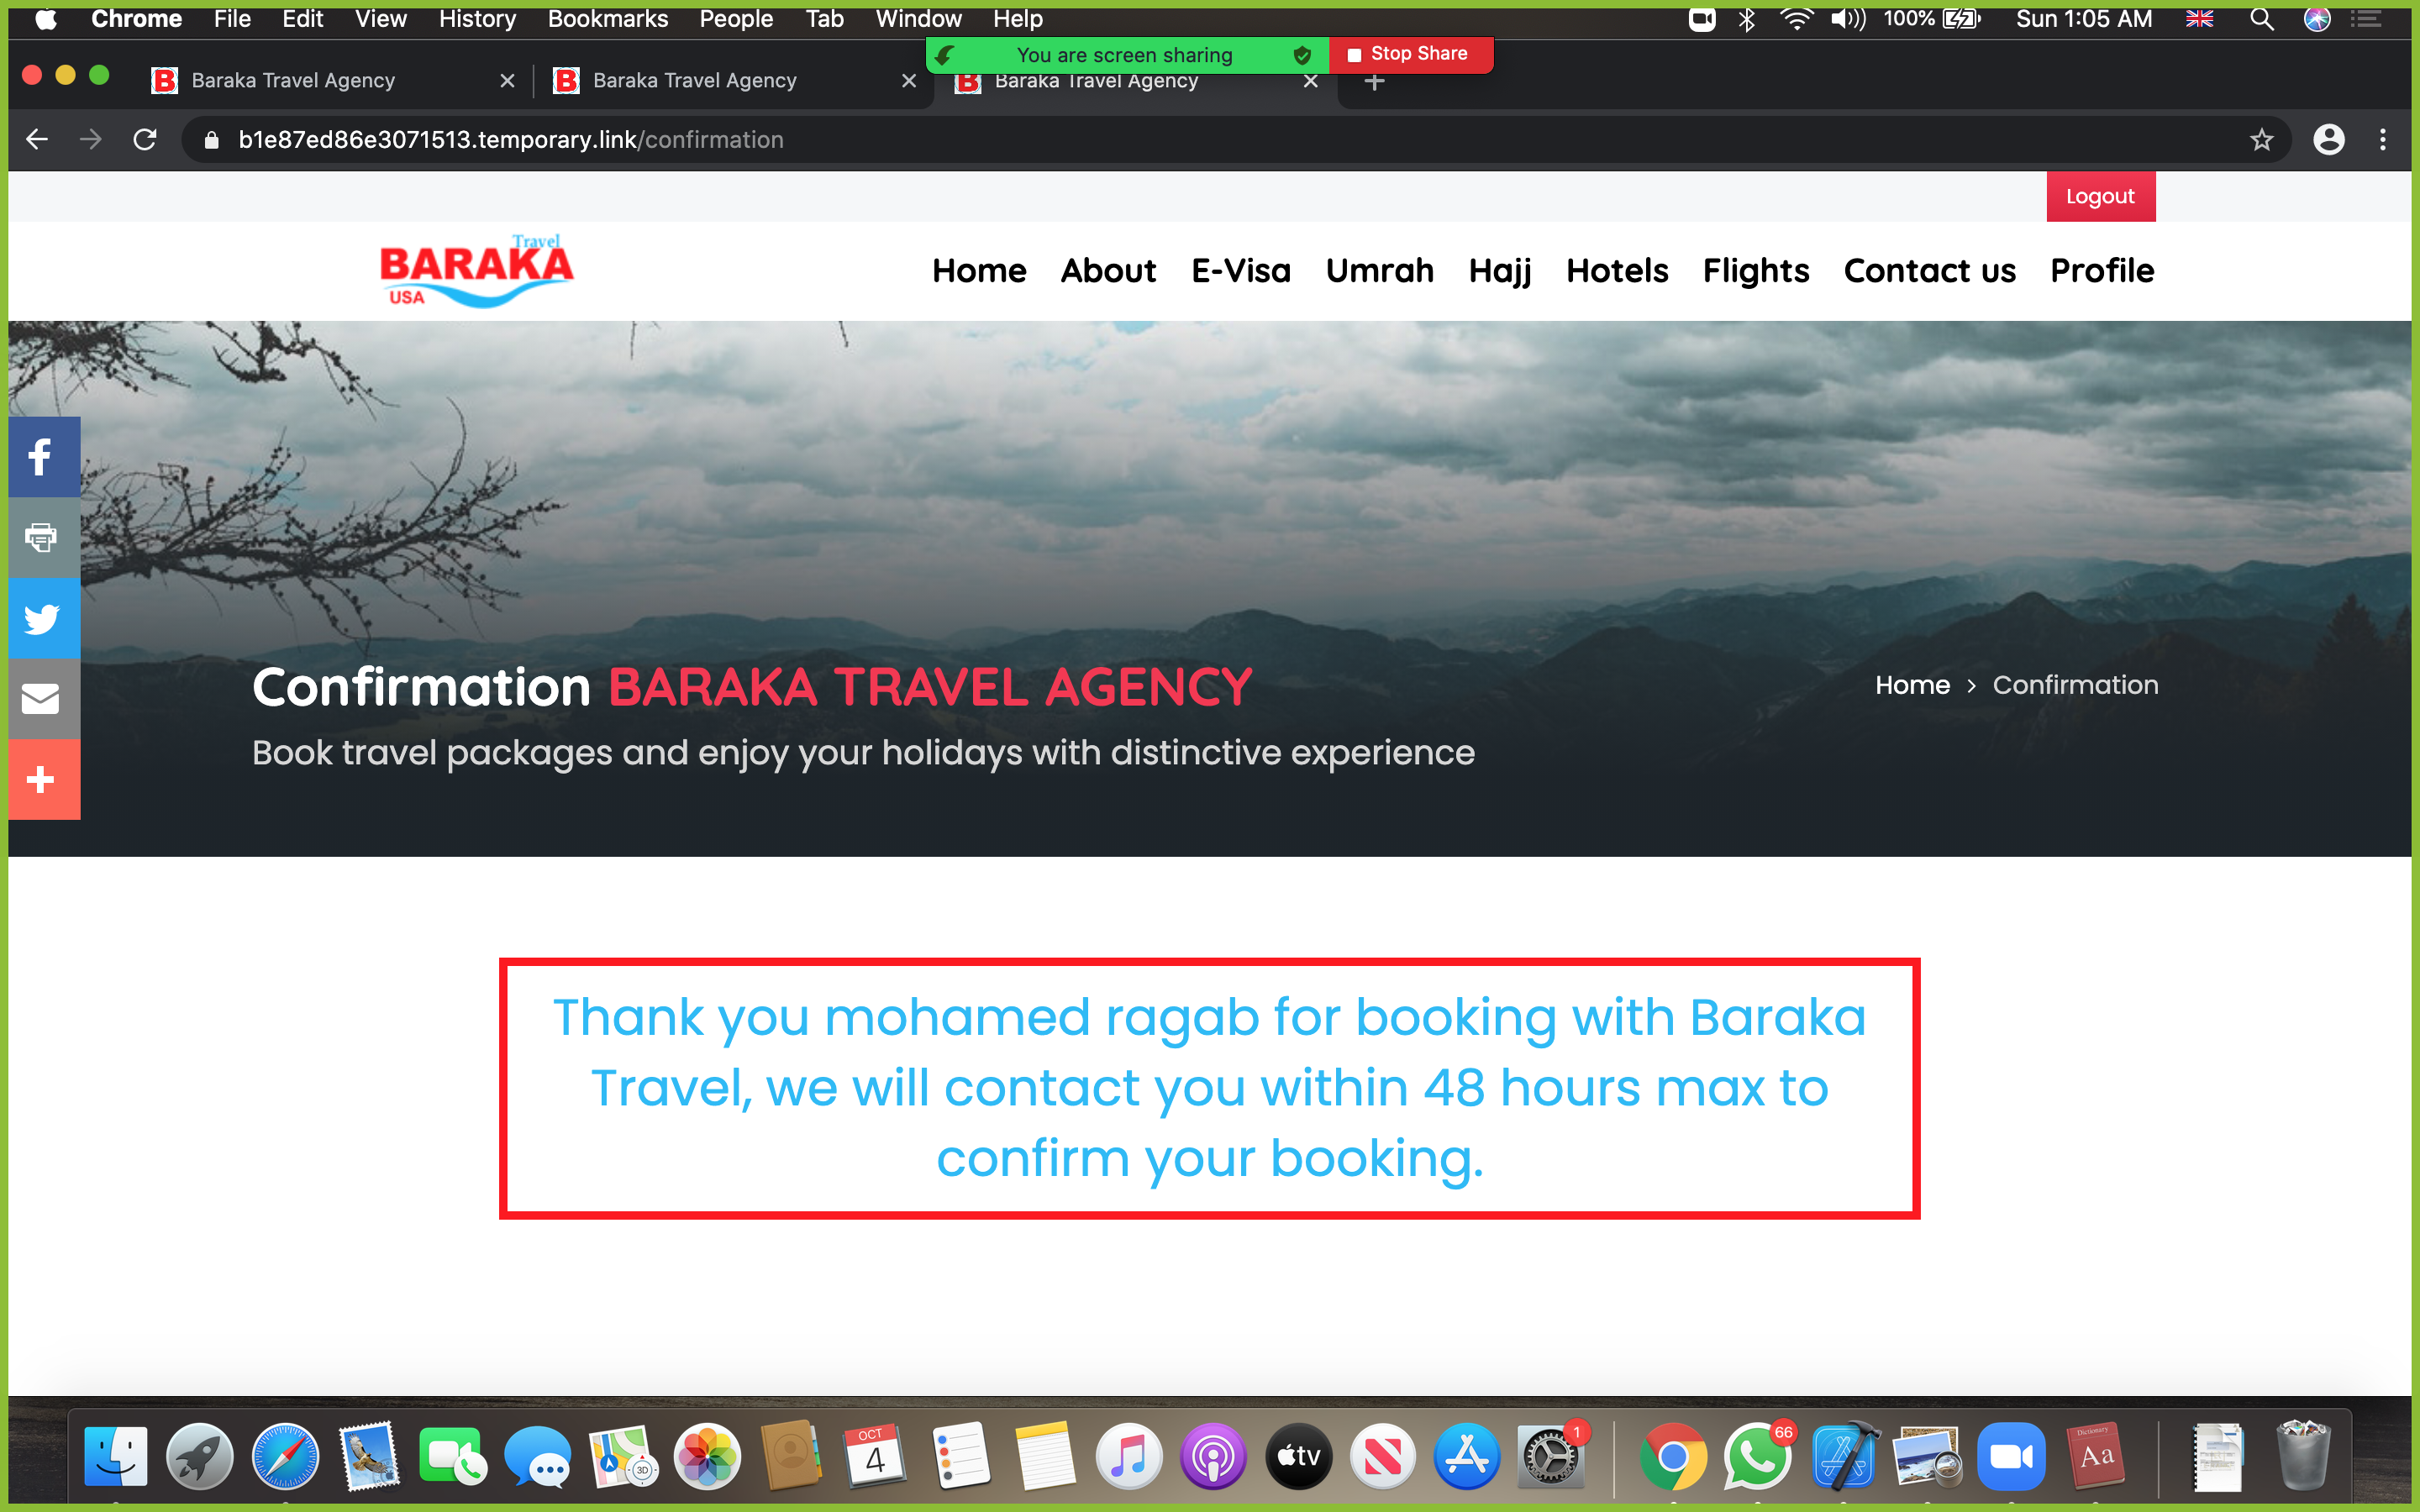 Chrome File Edit View History Bookmarks People Tab Window Help 100% Sun 1:05 AM
You are screen sharing Stop Share
Baraka Travel Agency Baraka Travel Agency Baraka Travel Agency
b1e87ed86e3071513.temporary.link/confirmation
Logout
Travel
BARAKA
USA
Home About E-Visa Umrah Hajj Hotels Flights Contact us Profile
Confirmation BARAKA TRAVEL AGENCY
Home > Confirmation
Book travel packages and enjoy your holidays with distinctive experience
Thank you mohamed ragab for booking with Baraka
Travel, we will contact you within 48 hours max to
confirm your booking.
OCT
4
3D
tv
1
66
Dictionary
Aa